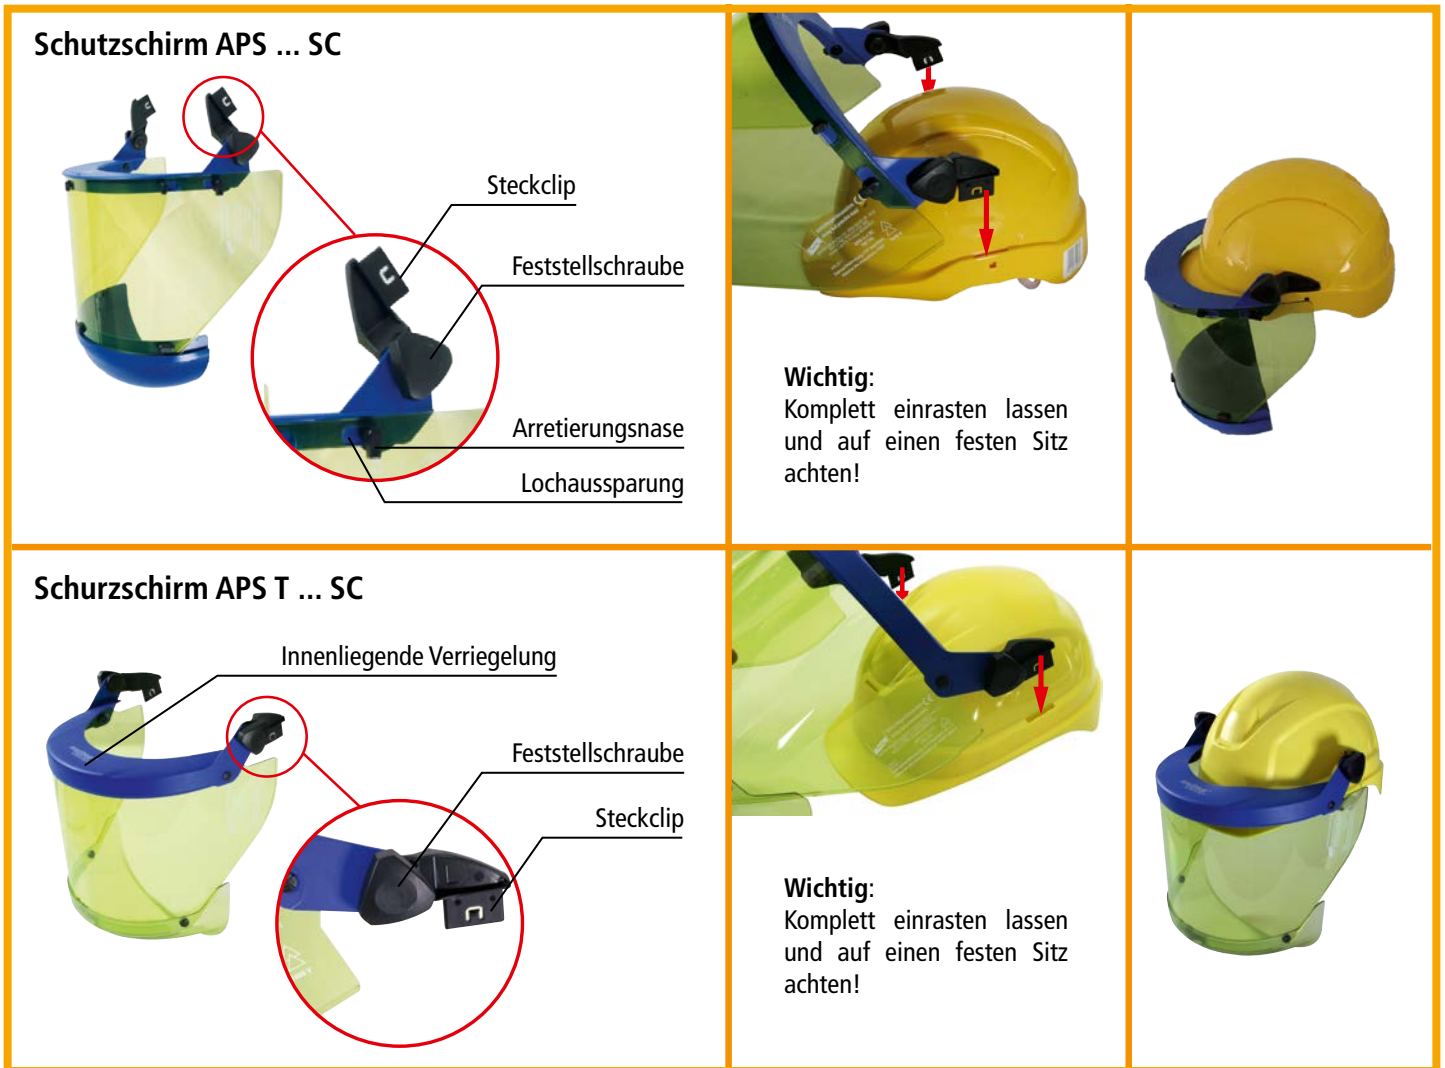 Schutzschirm APS ... SC
Steckclip
Feststellschraube
Arretierungsnase
Lochaussparung
Wichtig:
Komplett einrasten lassen
und auf einen festen Sitz
achten!
Schurzschirm APS T ... SC
Innenliegende Verriegelung
Feststellschraube
Steckclip
Wichtig:
Komplett einrasten lassen
und auf einen festen Sitz
achten!